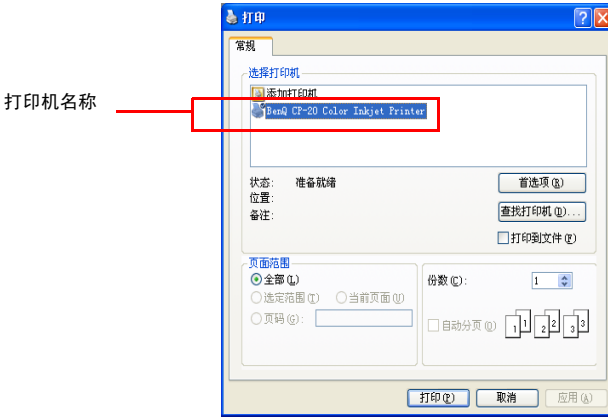 打印
常规
选择打印机
添加打印机
打印机名称
BenQ CP-20 Color Inkjet Printer
状态: 准备就绪
首选项(R)
位置:
备注:
查找打印机(D)...
打印到文件(F)
页面范围
全部(L)
选定范围(T) 当前页面(U)
页码(G):
份数(C): 1
自动分页(O)
1 1 2 2 3 3
打印(P) 取消 应用(A)